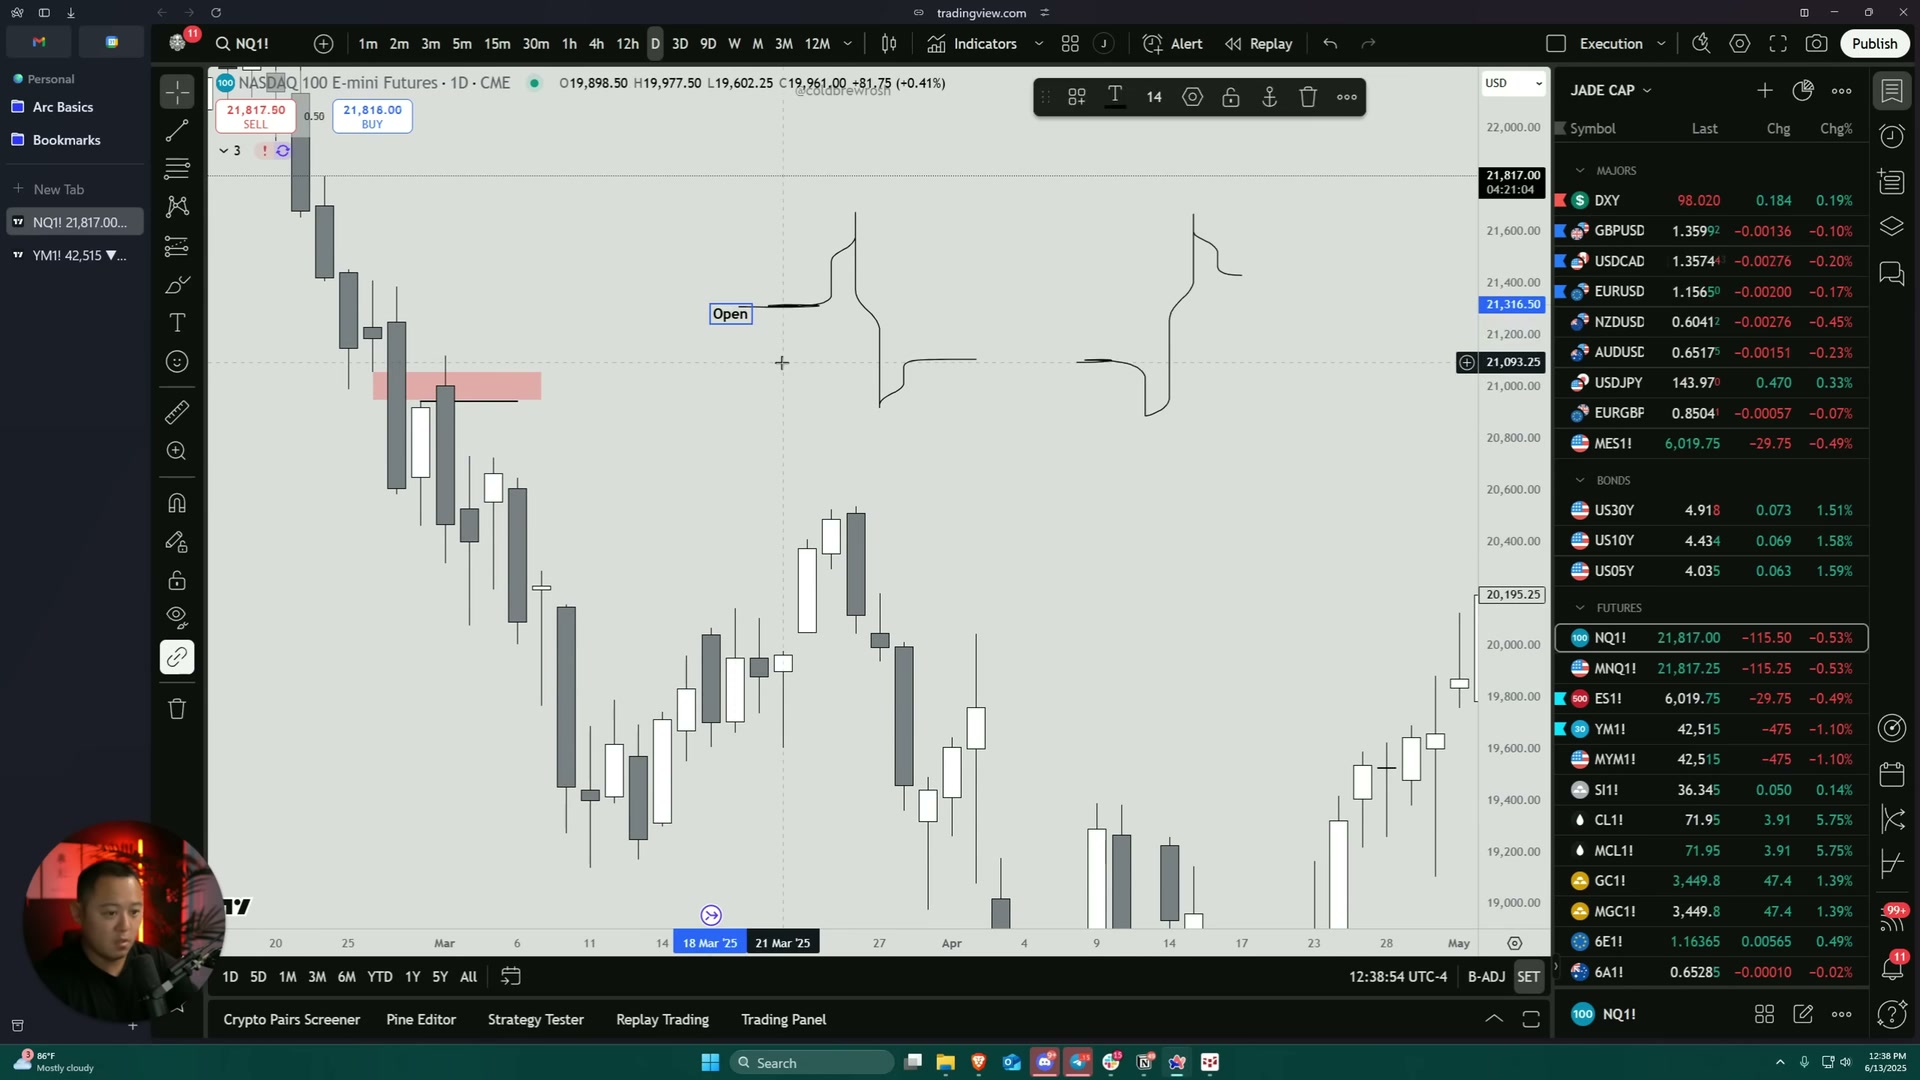 tradingview.com
11
NQ1!
1m 2m 3m 5m 15m 30m 1h 4h 12h D 3D 9D W M 3M 12M
Indicators
J
Alert
Replay
Execution
Publish
Personal
Arc Basics
Bookmarks
New Tab
NQ1! 21,817.00...
YM1! 42,515 ▼...
NASDAQ 100 E-mini Futures · 1D · CME
O19,898.50 H19,977.50 L19,602.25 C19,961.00 +81.75 (+0.41%)
@coldbrewrosh
21,817.50
SELL
0.50
21,816.00
BUY
3
14
USD
22,000.00
21,817.00
04:21:04
21,600.00
21,400.00
21,316.50
21,200.00
21,093.25
21,000.00
20,800.00
20,600.00
20,400.00
20,195.25
20,000.00
19,800.00
19,600.00
19,400.00
19,200.00
19,000.00
Open
20 25 Mar 6 11 14 18 Mar '25 21 Mar '25 27 Apr 4 9 14 17 23 28 May
1D 5D 1M 3M 6M YTD 1Y 5Y All
12:38:54 UTC-4
B-ADJ
SET
Crypto Pairs Screener
Pine Editor
Strategy Tester
Replay Trading
Trading Panel
JADE CAP
Symbol Last Chg Chg%
MAJORS
DXY 98.020 0.184 0.19%
GBPUSD 1.35992 −0.00136 −0.10%
USDCAD 1.35744 −0.00276 −0.20%
EURUSD 1.15650 −0.00200 −0.17%
NZDUSD 0.60412 −0.00276 −0.45%
AUDUSD 0.65175 −0.00151 −0.23%
USDJPY 143.970 0.470 0.33%
EURGBP 0.85041 −0.00057 −0.07%
MES1! 6,019.75 −29.75 −0.49%
BONDS
US30Y 4.918 0.073 1.51%
US10Y 4.434 0.069 1.58%
US05Y 4.035 0.063 1.59%
FUTURES
NQ1! 21,817.00 −115.50 −0.53%
MNQ1! 21,817.25 −115.25 −0.53%
ES1! 6,019.75 −29.75 −0.49%
YM1! 42,515 −475 −1.10%
MYM1! 42,515 −475 −1.10%
SI1! 36.345 0.050 0.14%
CL1! 71.95 3.91 5.75%
MCL1! 71.95 3.91 5.75%
GC1! 3,449.8 47.4 1.39%
MGC1! 3,449.8 47.4 1.39%
6E1! 1.16365 0.00565 0.49%
6A1! 0.65285 −0.00010 −0.02%
100 NQ1!
99+
11
86°F
Mostly cloudy
Search
12:38 PM
6/13/2025